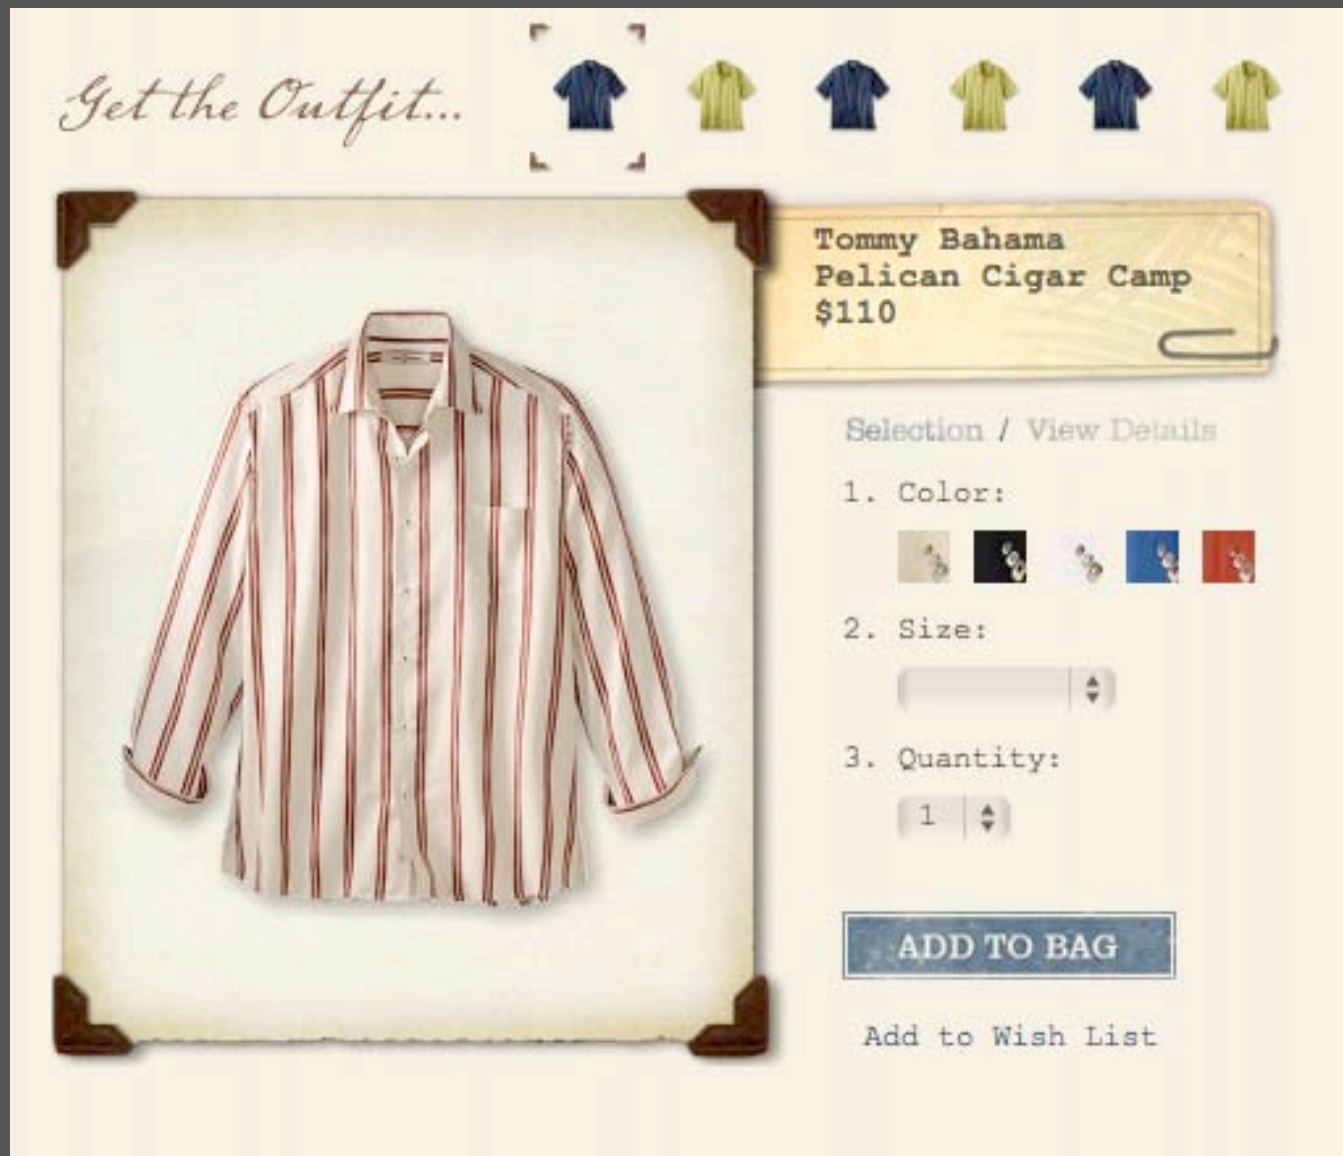 Get the Outfit...
Tommy Bahama
Pelican Cigar Camp
$110
Selection / View Details
1. Color:
2. Size:
3. Quantity:
1
ADD TO BAG
Add to Wish List